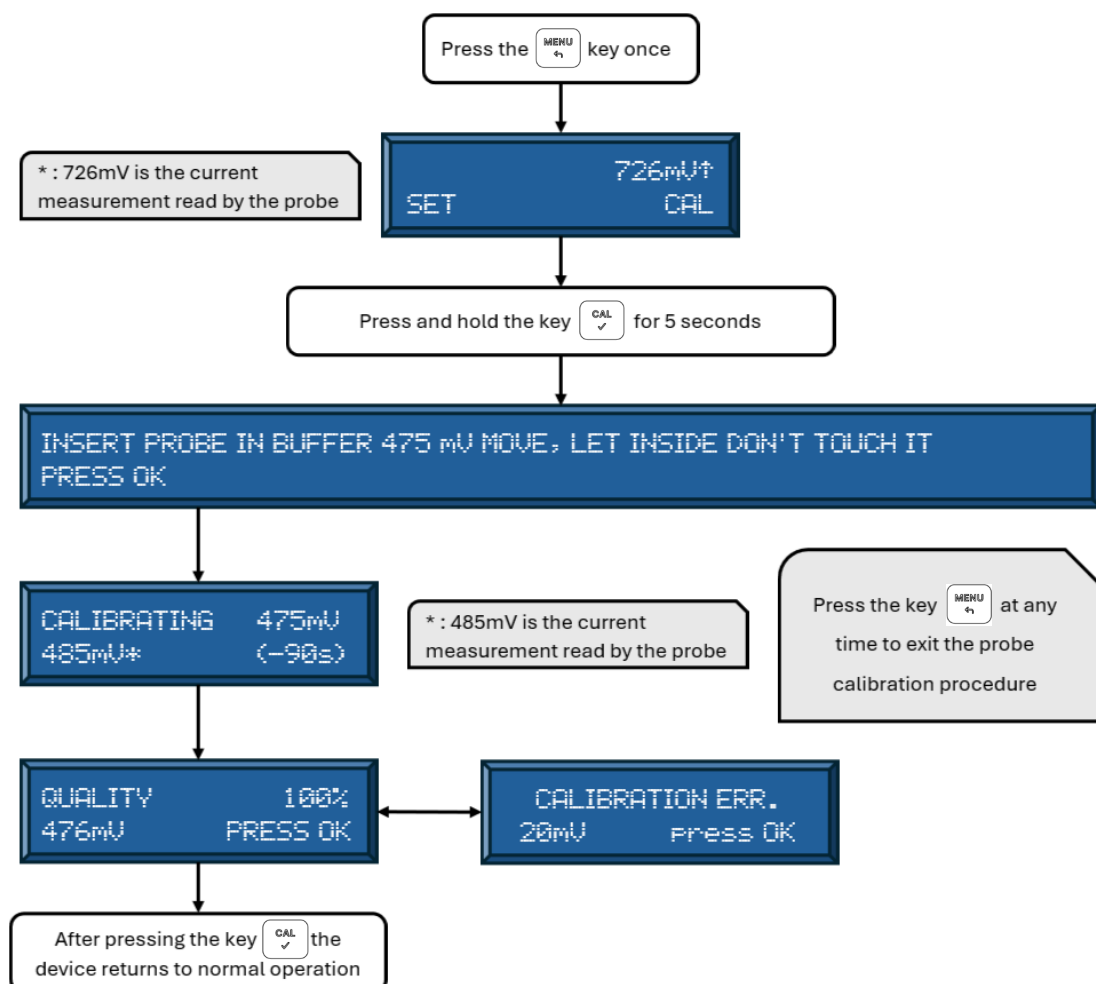 Press the MENU key once
* : 726mV is the current
measurement read by the probe
726mV↑
SET CAL
Press and hold the key CAL for 5 seconds
INSERT PROBE IN BUFFER 475 mV MOVE, LET INSIDE DON'T TOUCH IT
PRESS OK
CALIBRATING 475mV
485mV* (-90s)
* : 485mV is the current
measurement read by the probe
Press the key MENU at any
time to exit the probe
calibration procedure
QUALITY 100%
476mV PRESS OK
CALIBRATION ERR.
20mV press OK
After pressing the key CAL the
device returns to normal operation